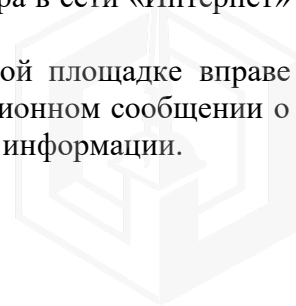 ра в сети «Интернет»
ой площадке вправе
ионном сообщении о
информации.